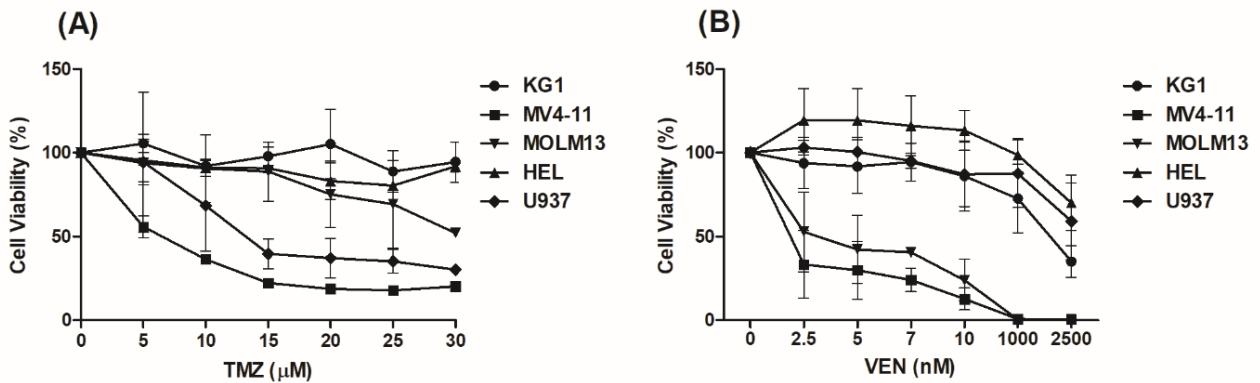 (A)
150
100
50
0
Cell Viability (%)
0 5 10 15 20 25 30
TMZ (μM)
KG1
MV4-11
MOLM13
HEL
U937
(B)
150
100
50
0
Cell Viability (%)
0 2.5 5 7 10 1000 2500
VEN (nM)
KG1
MV4-11
MOLM13
HEL
U937